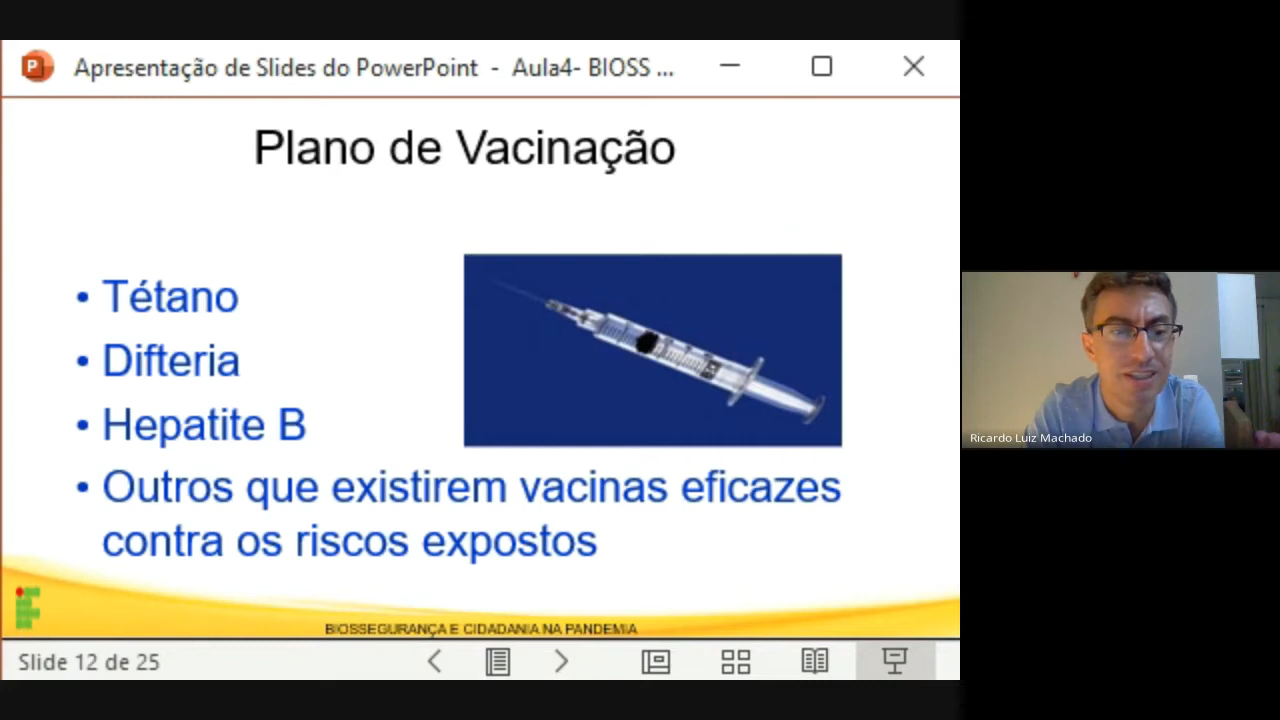 Apresentação de Slides do PowerPoint - Aula4- BIOSS ...
Plano de Vacinação
• Tétano
• Difteria
• Hepatite B
• Outros que existirem vacinas eficazes
contra os riscos expostos
BIOSSEGURANÇA E CIDADANIA NA PANDEMIA
Slide 12 de 25
Ricardo Luiz Machado